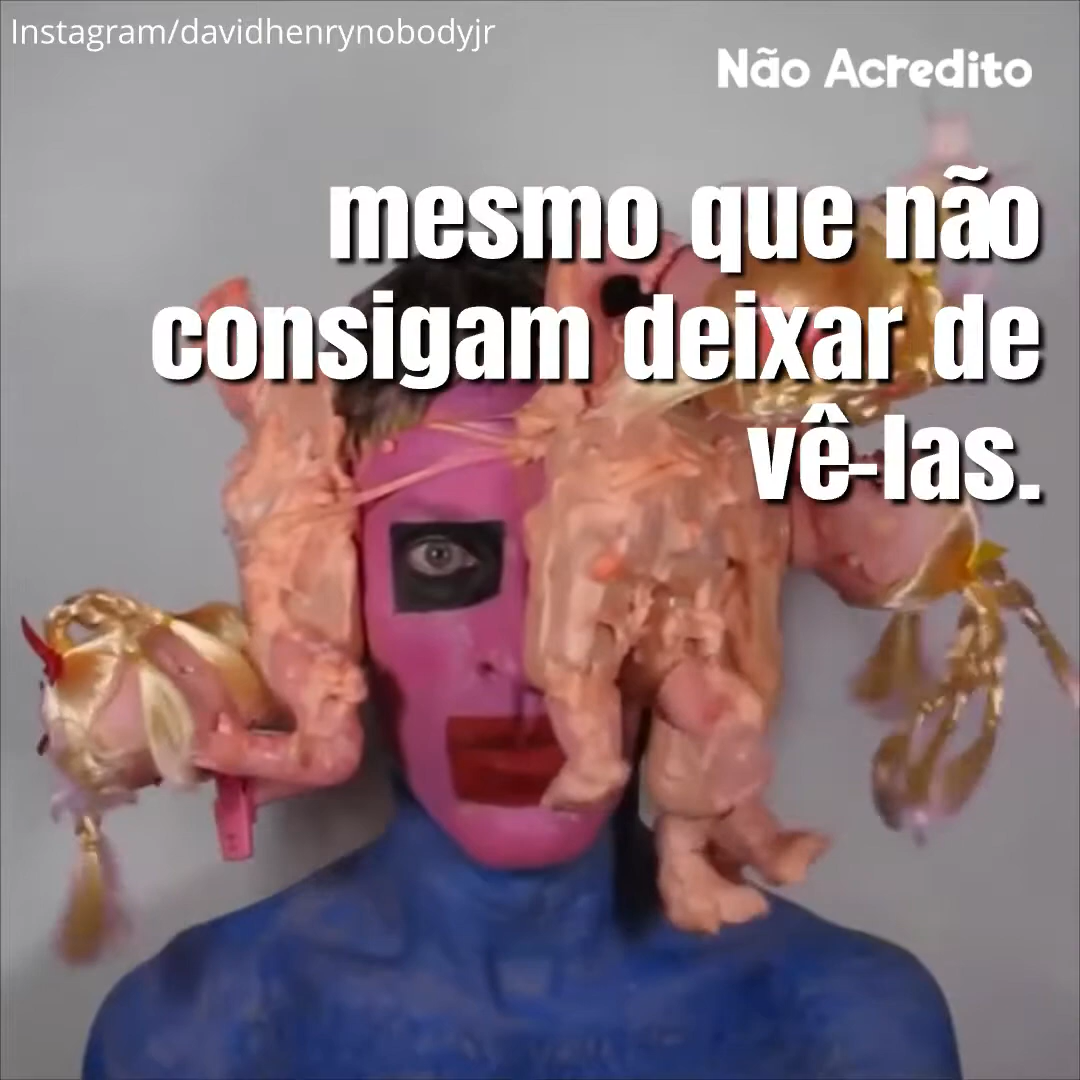 Instagram/davidhenrynobodyjr
Não Acredito
mesmo que não
consigam deixar de
vê-las.